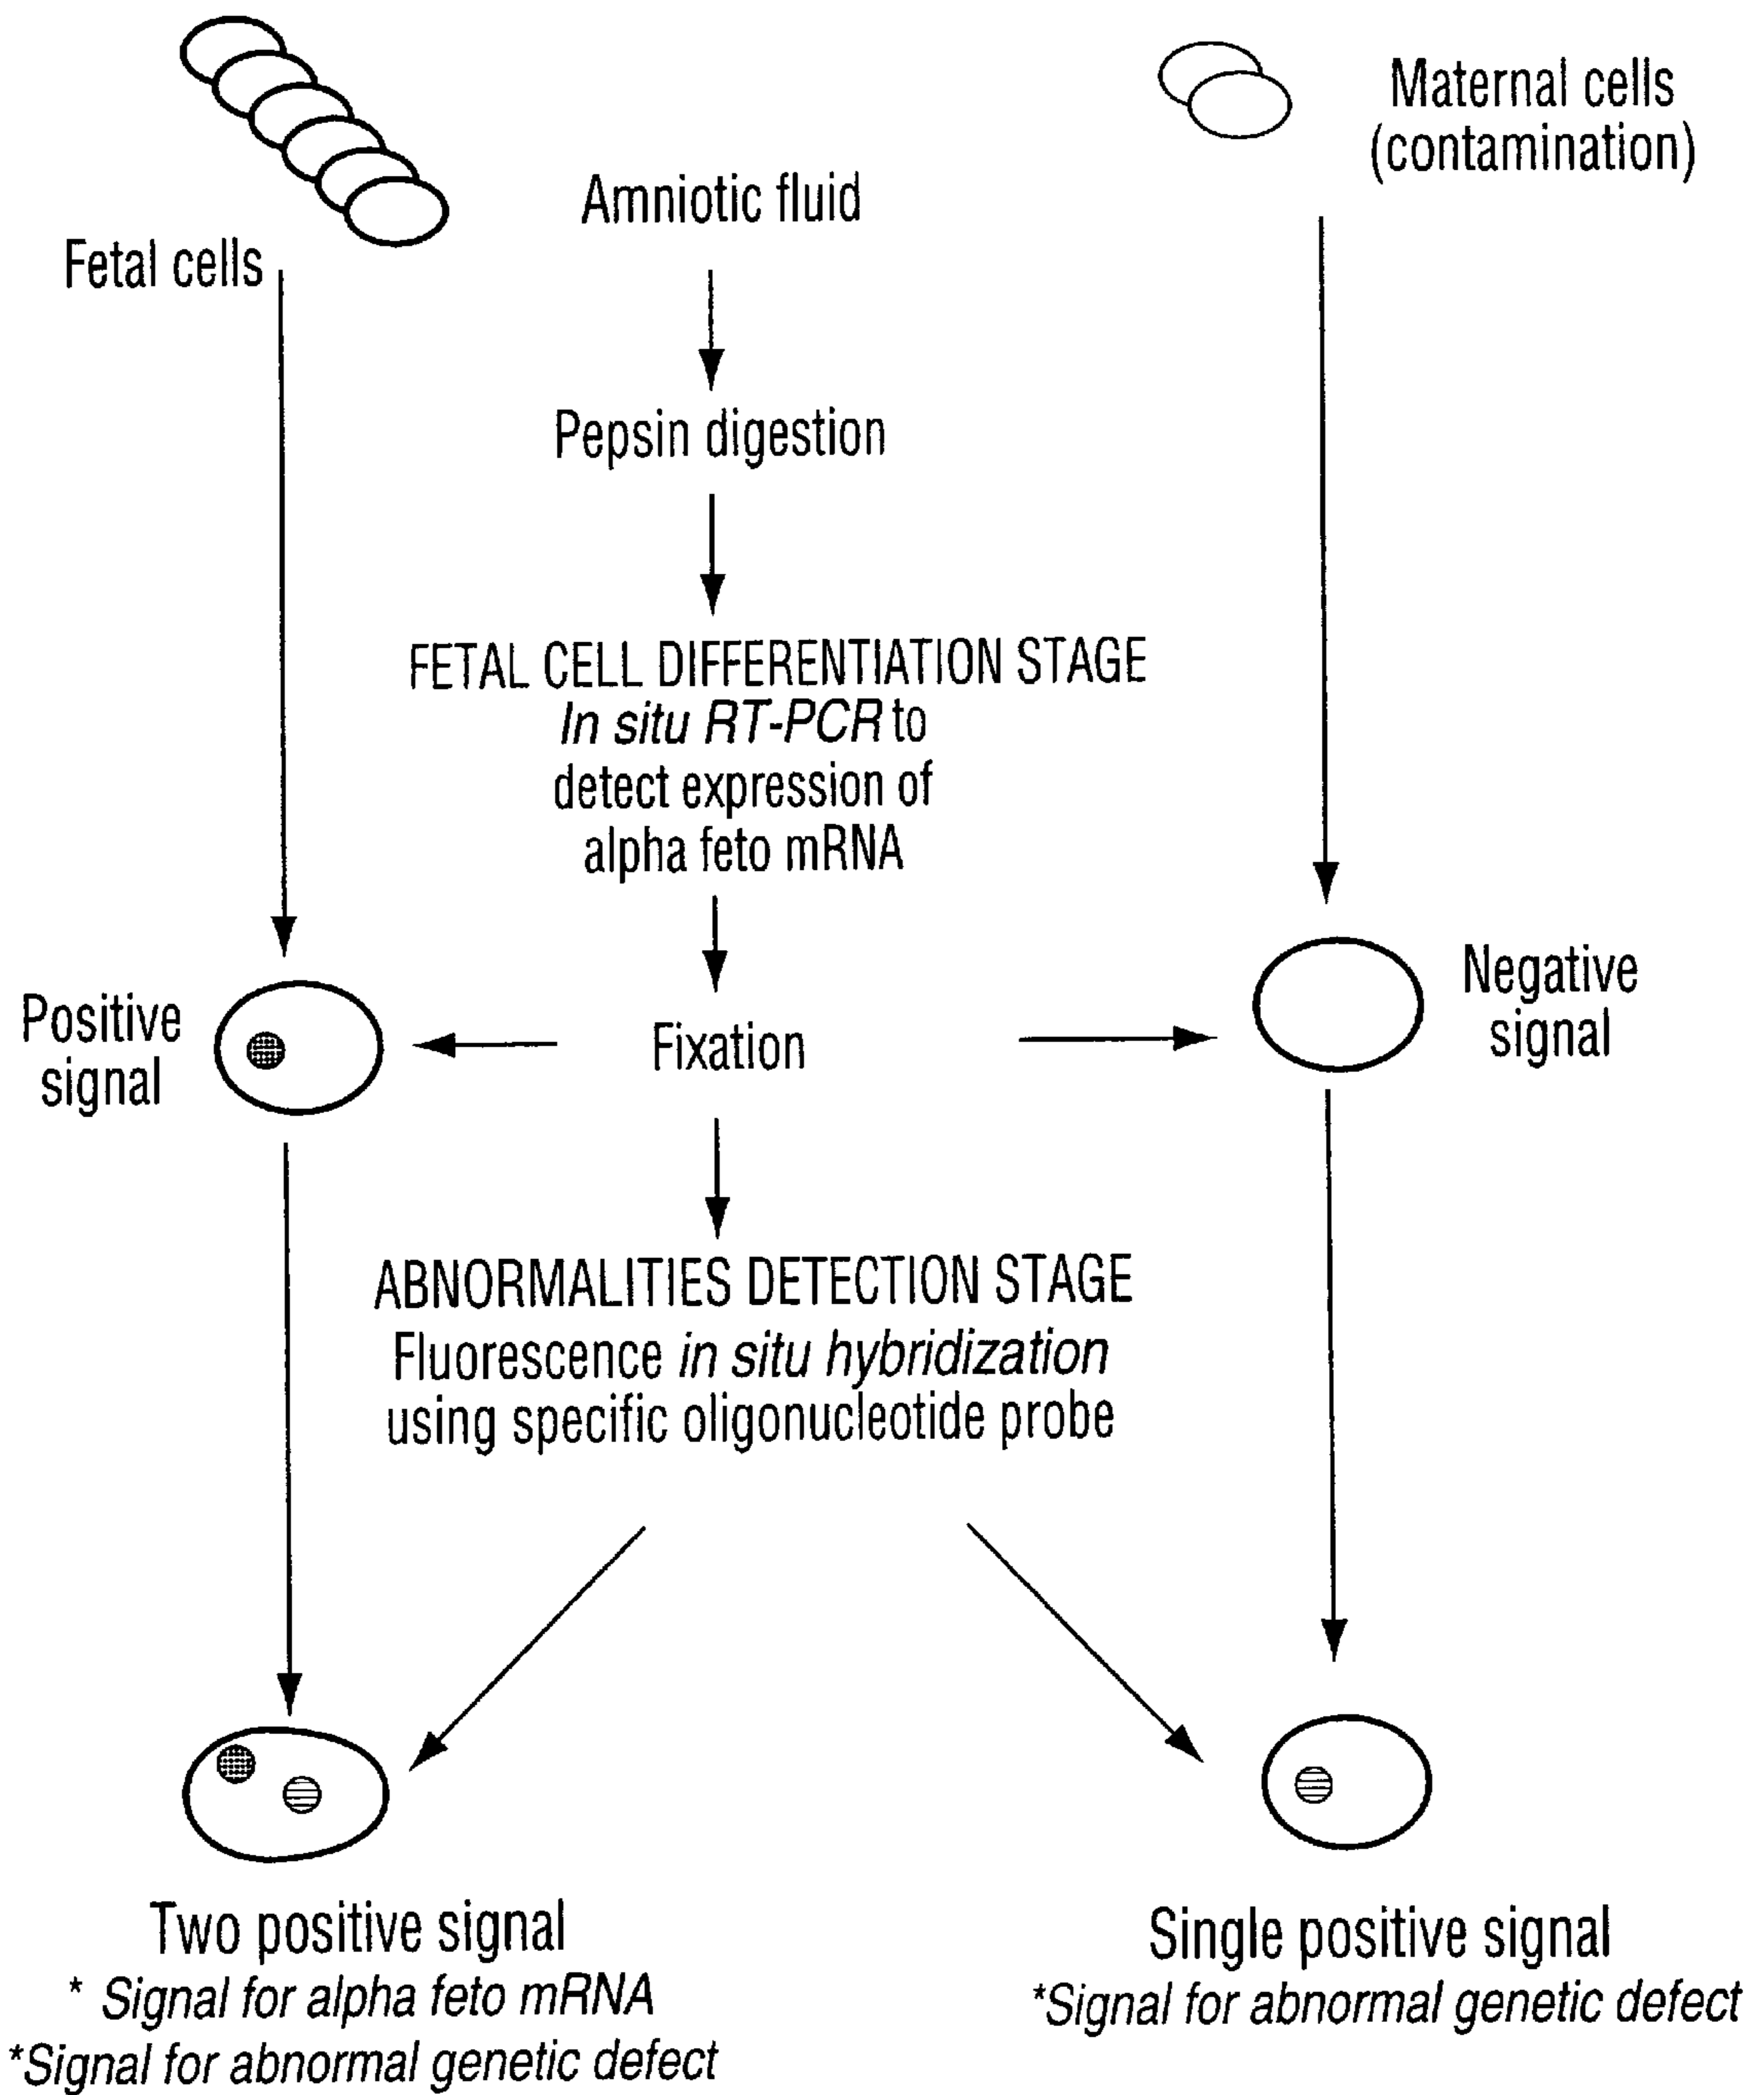 Maternal cells
(contamination)
Amniotic fluid
Fetal cells
Pepsin digestion
FETAL CELL DIFFERENTIATION STAGE
In situ RT-PCR to
detect expression of
alpha feto mRNA
Positive
signal
Fixation
Negative
signal
ABNORMALITIES DETECTION STAGE
Fluorescence in situ hybridization
using specific oligonucleotide probe
Two positive signal
* Signal for alpha feto mRNA
*Signal for abnormal genetic defect
Single positive signal
*Signal for abnormal genetic defect